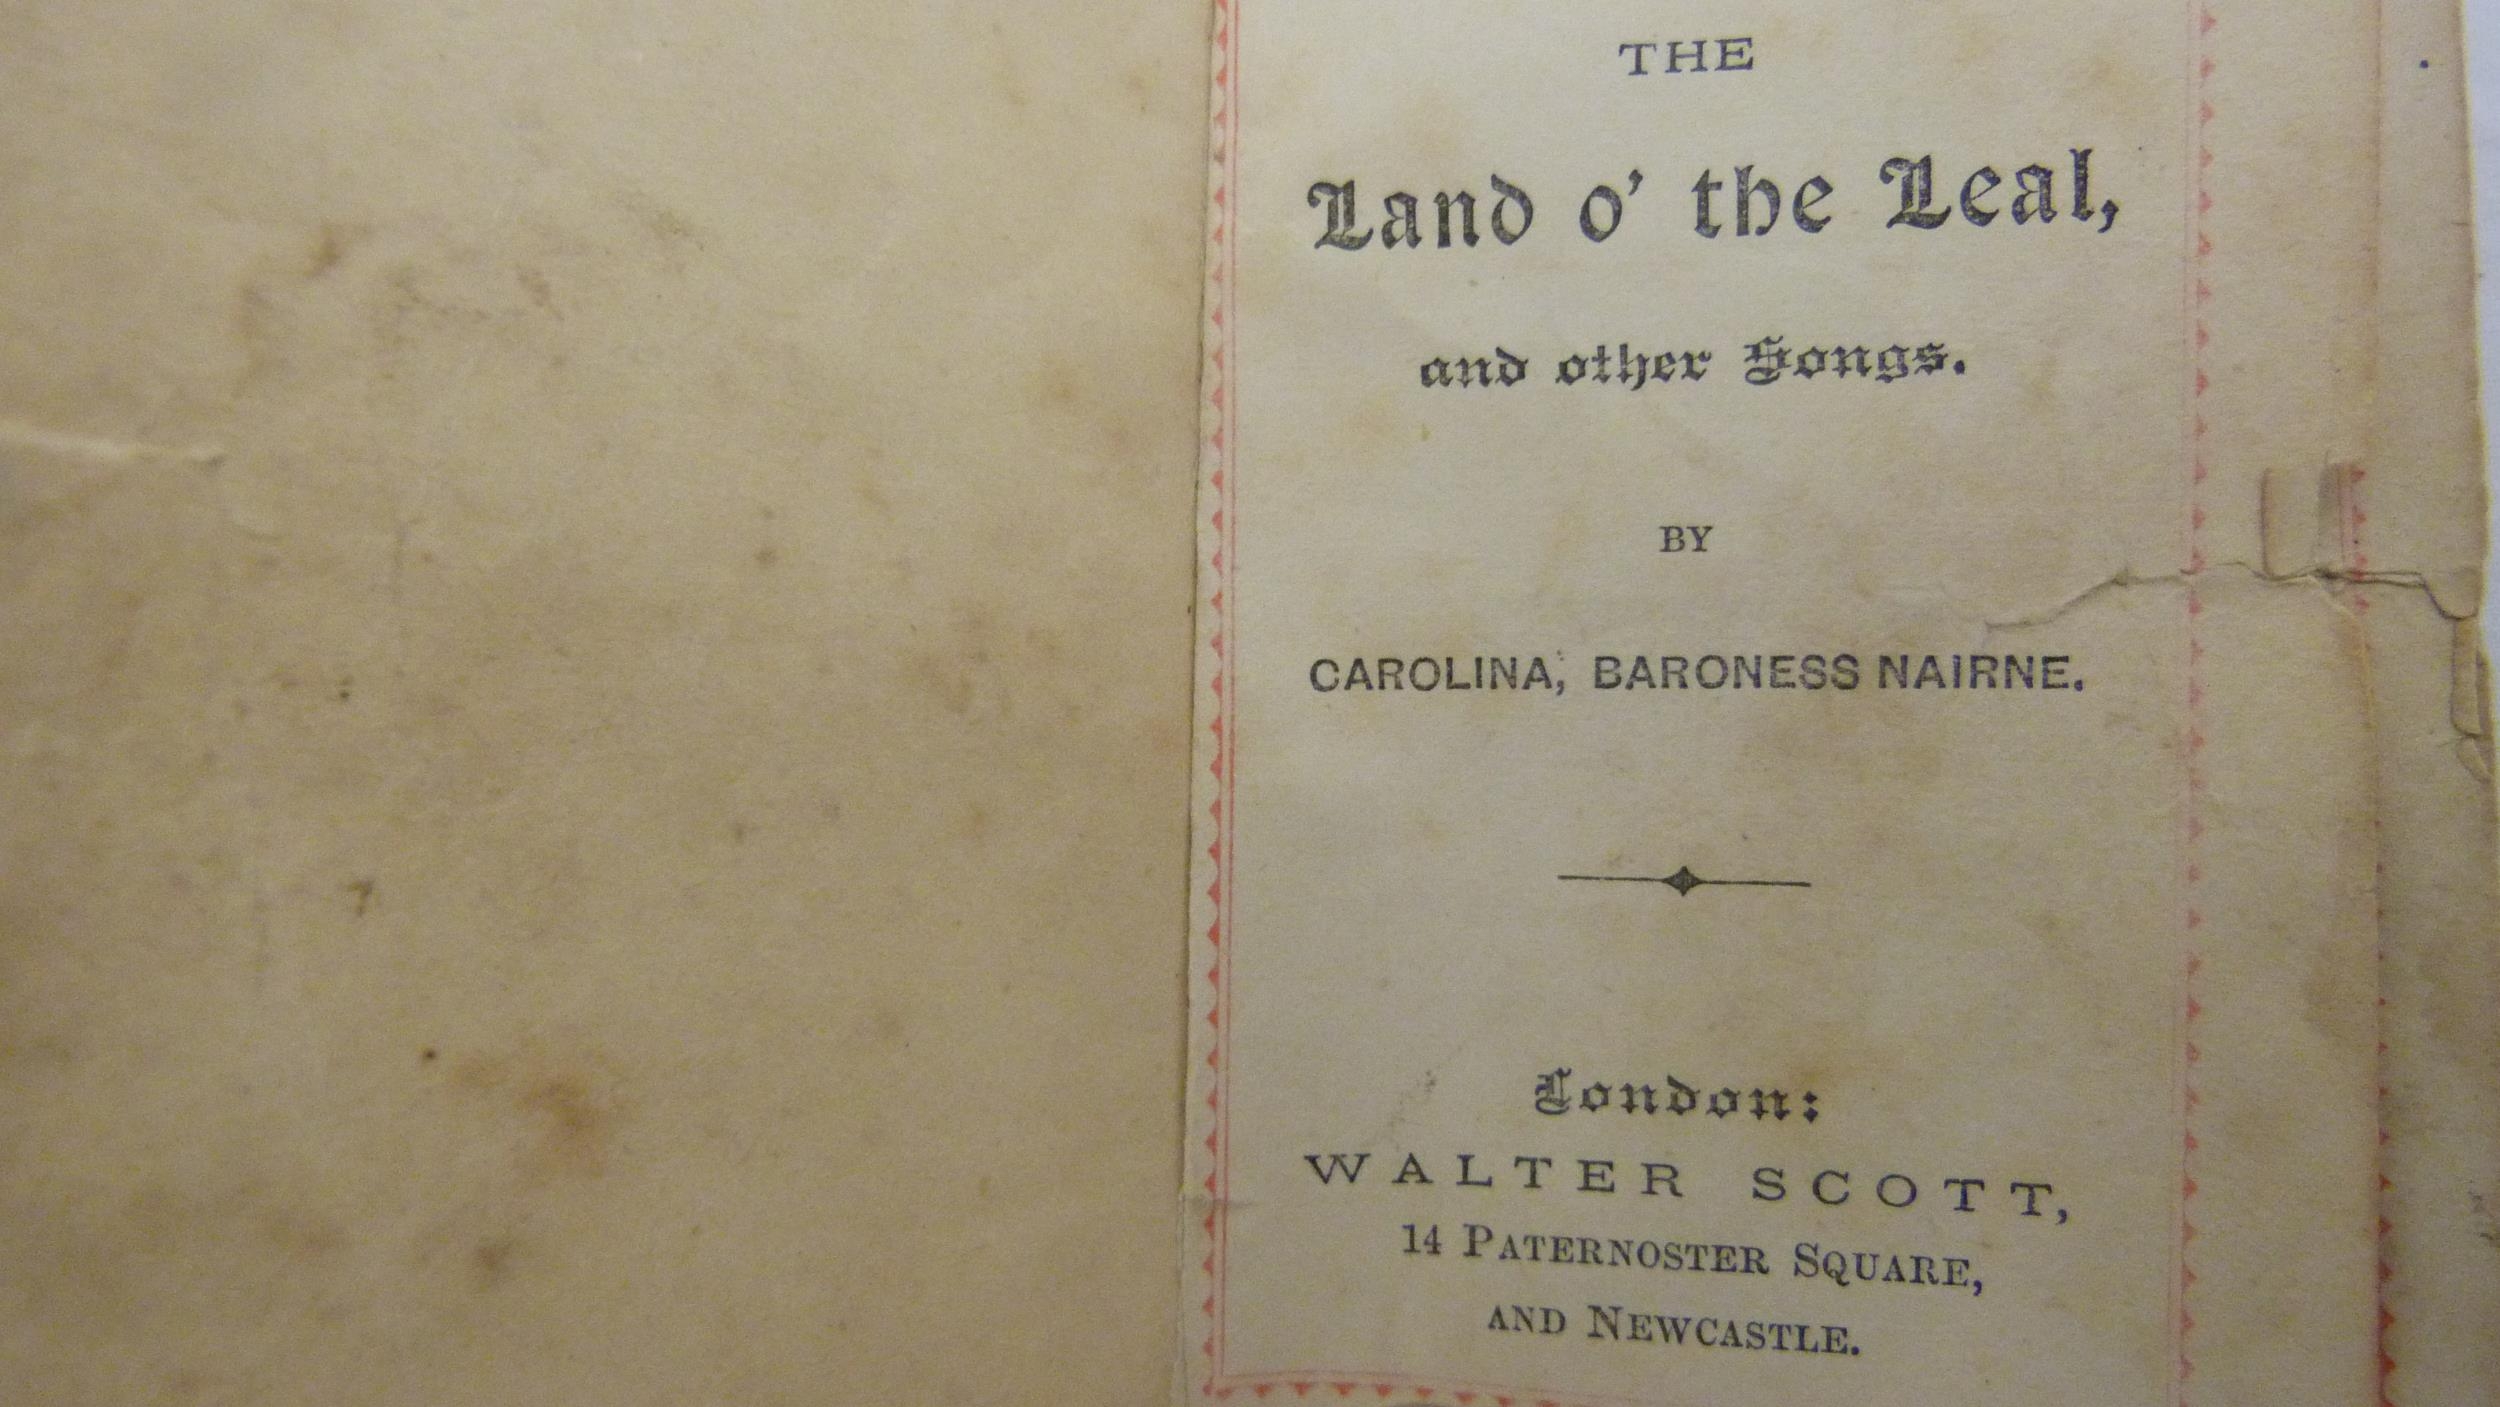 THE
Land o' the Leal,
and other Songs.
BY
CAROLINA, BARONESS NAIRNE.
London:
WALTER SCOTT,
14 PATERNOSTER SQUARE,
AND NEWCASTLE.